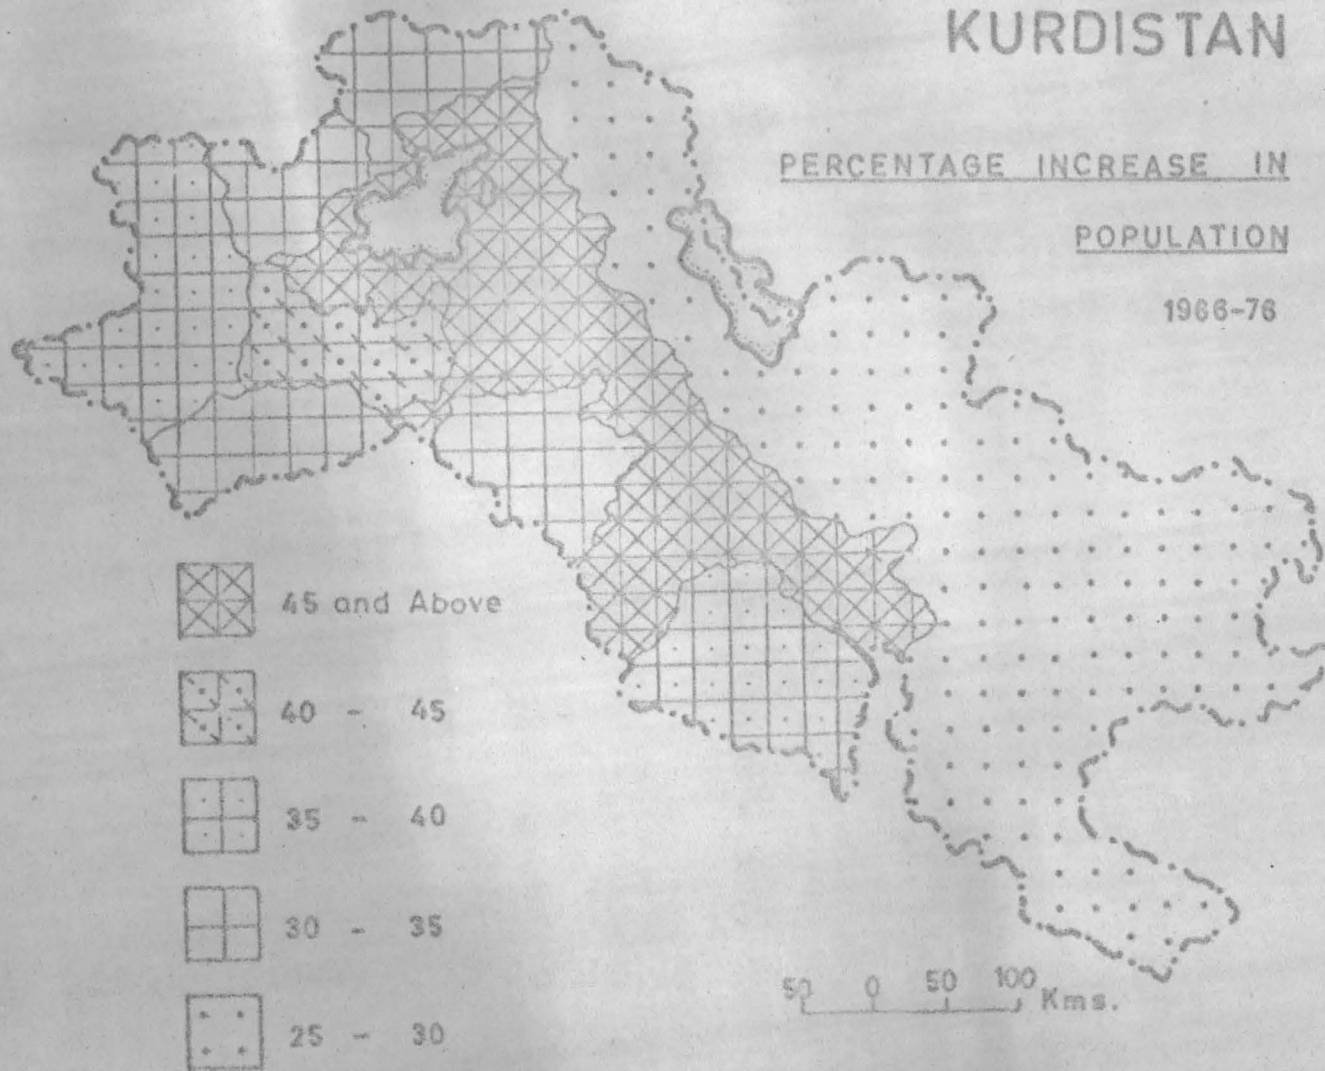 KURDISTAN
PERCENTAGE INCREASE IN
POPULATION
1966-76
45 and Above
40 - 45
35 - 40
30 - 35
25 - 30
50 0 50 100 Kms.